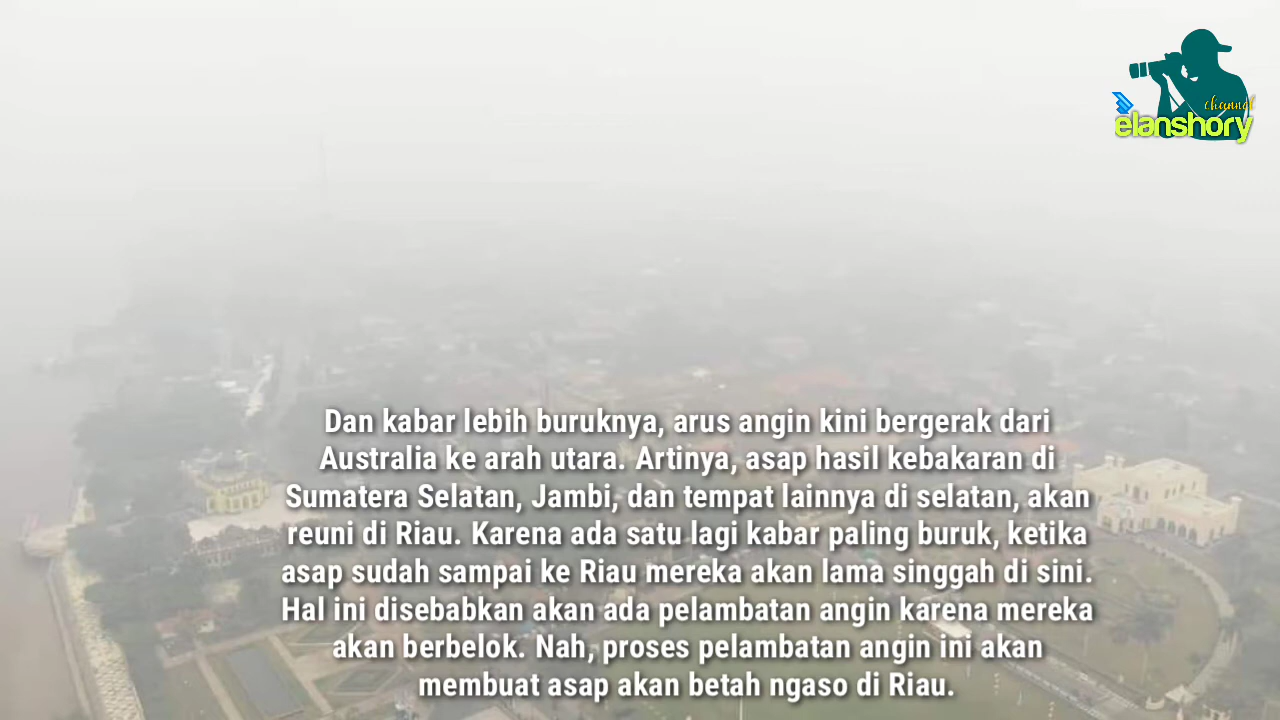 channel
elanshory
Dan kabar lebih buruknya, arus angin kini bergerak dari
Australia ke arah utara. Artinya, asap hasil kebakaran di
Sumatera Selatan, Jambi, dan tempat lainnya di selatan, akan
reuni di Riau. Karena ada satu lagi kabar paling buruk, ketika
asap sudah sampai ke Riau mereka akan lama singgah di sini.
Hal ini disebabkan akan ada pelambatan angin karena mereka
akan berbelok. Nah, proses pelambatan angin ini akan
membuat asap akan betah ngaso di Riau.